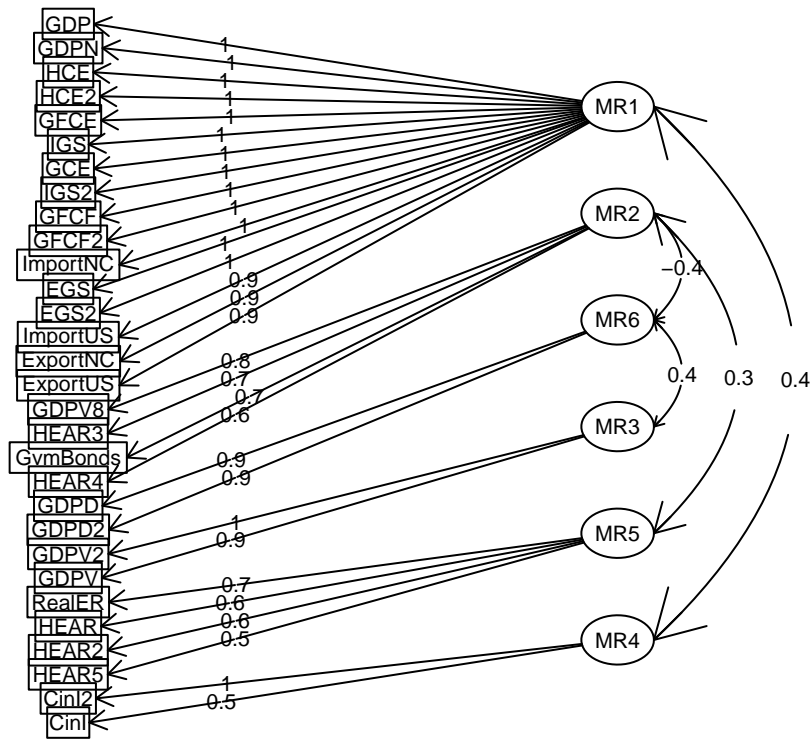 GDP
GDPN
HCE
HCE2
GFCE
IGS
GCE
IGS2
GFCF
GFCF2
ImportNC
EGS
EGS2
ImportUS
ExportNC
ExportUS
GDPV8
HEAR3
GvmBonds
HEAR4
GDPD
GDPD2
GDPV2
GDPV
RealER
HEAR
HEAR2
HEAR5
CinI2
CinI
1
1
1
1
1
1
1
1
1
1
1
1
1
0.9
0.9
0.9
0.8
0.7
0.7
0.6
0.9
0.9
1
0.9
0.7
0.6
0.6
0.5
1
0.5
MR1
MR2
MR6
MR3
MR5
MR4
−0.4
0.4
0.3
0.4